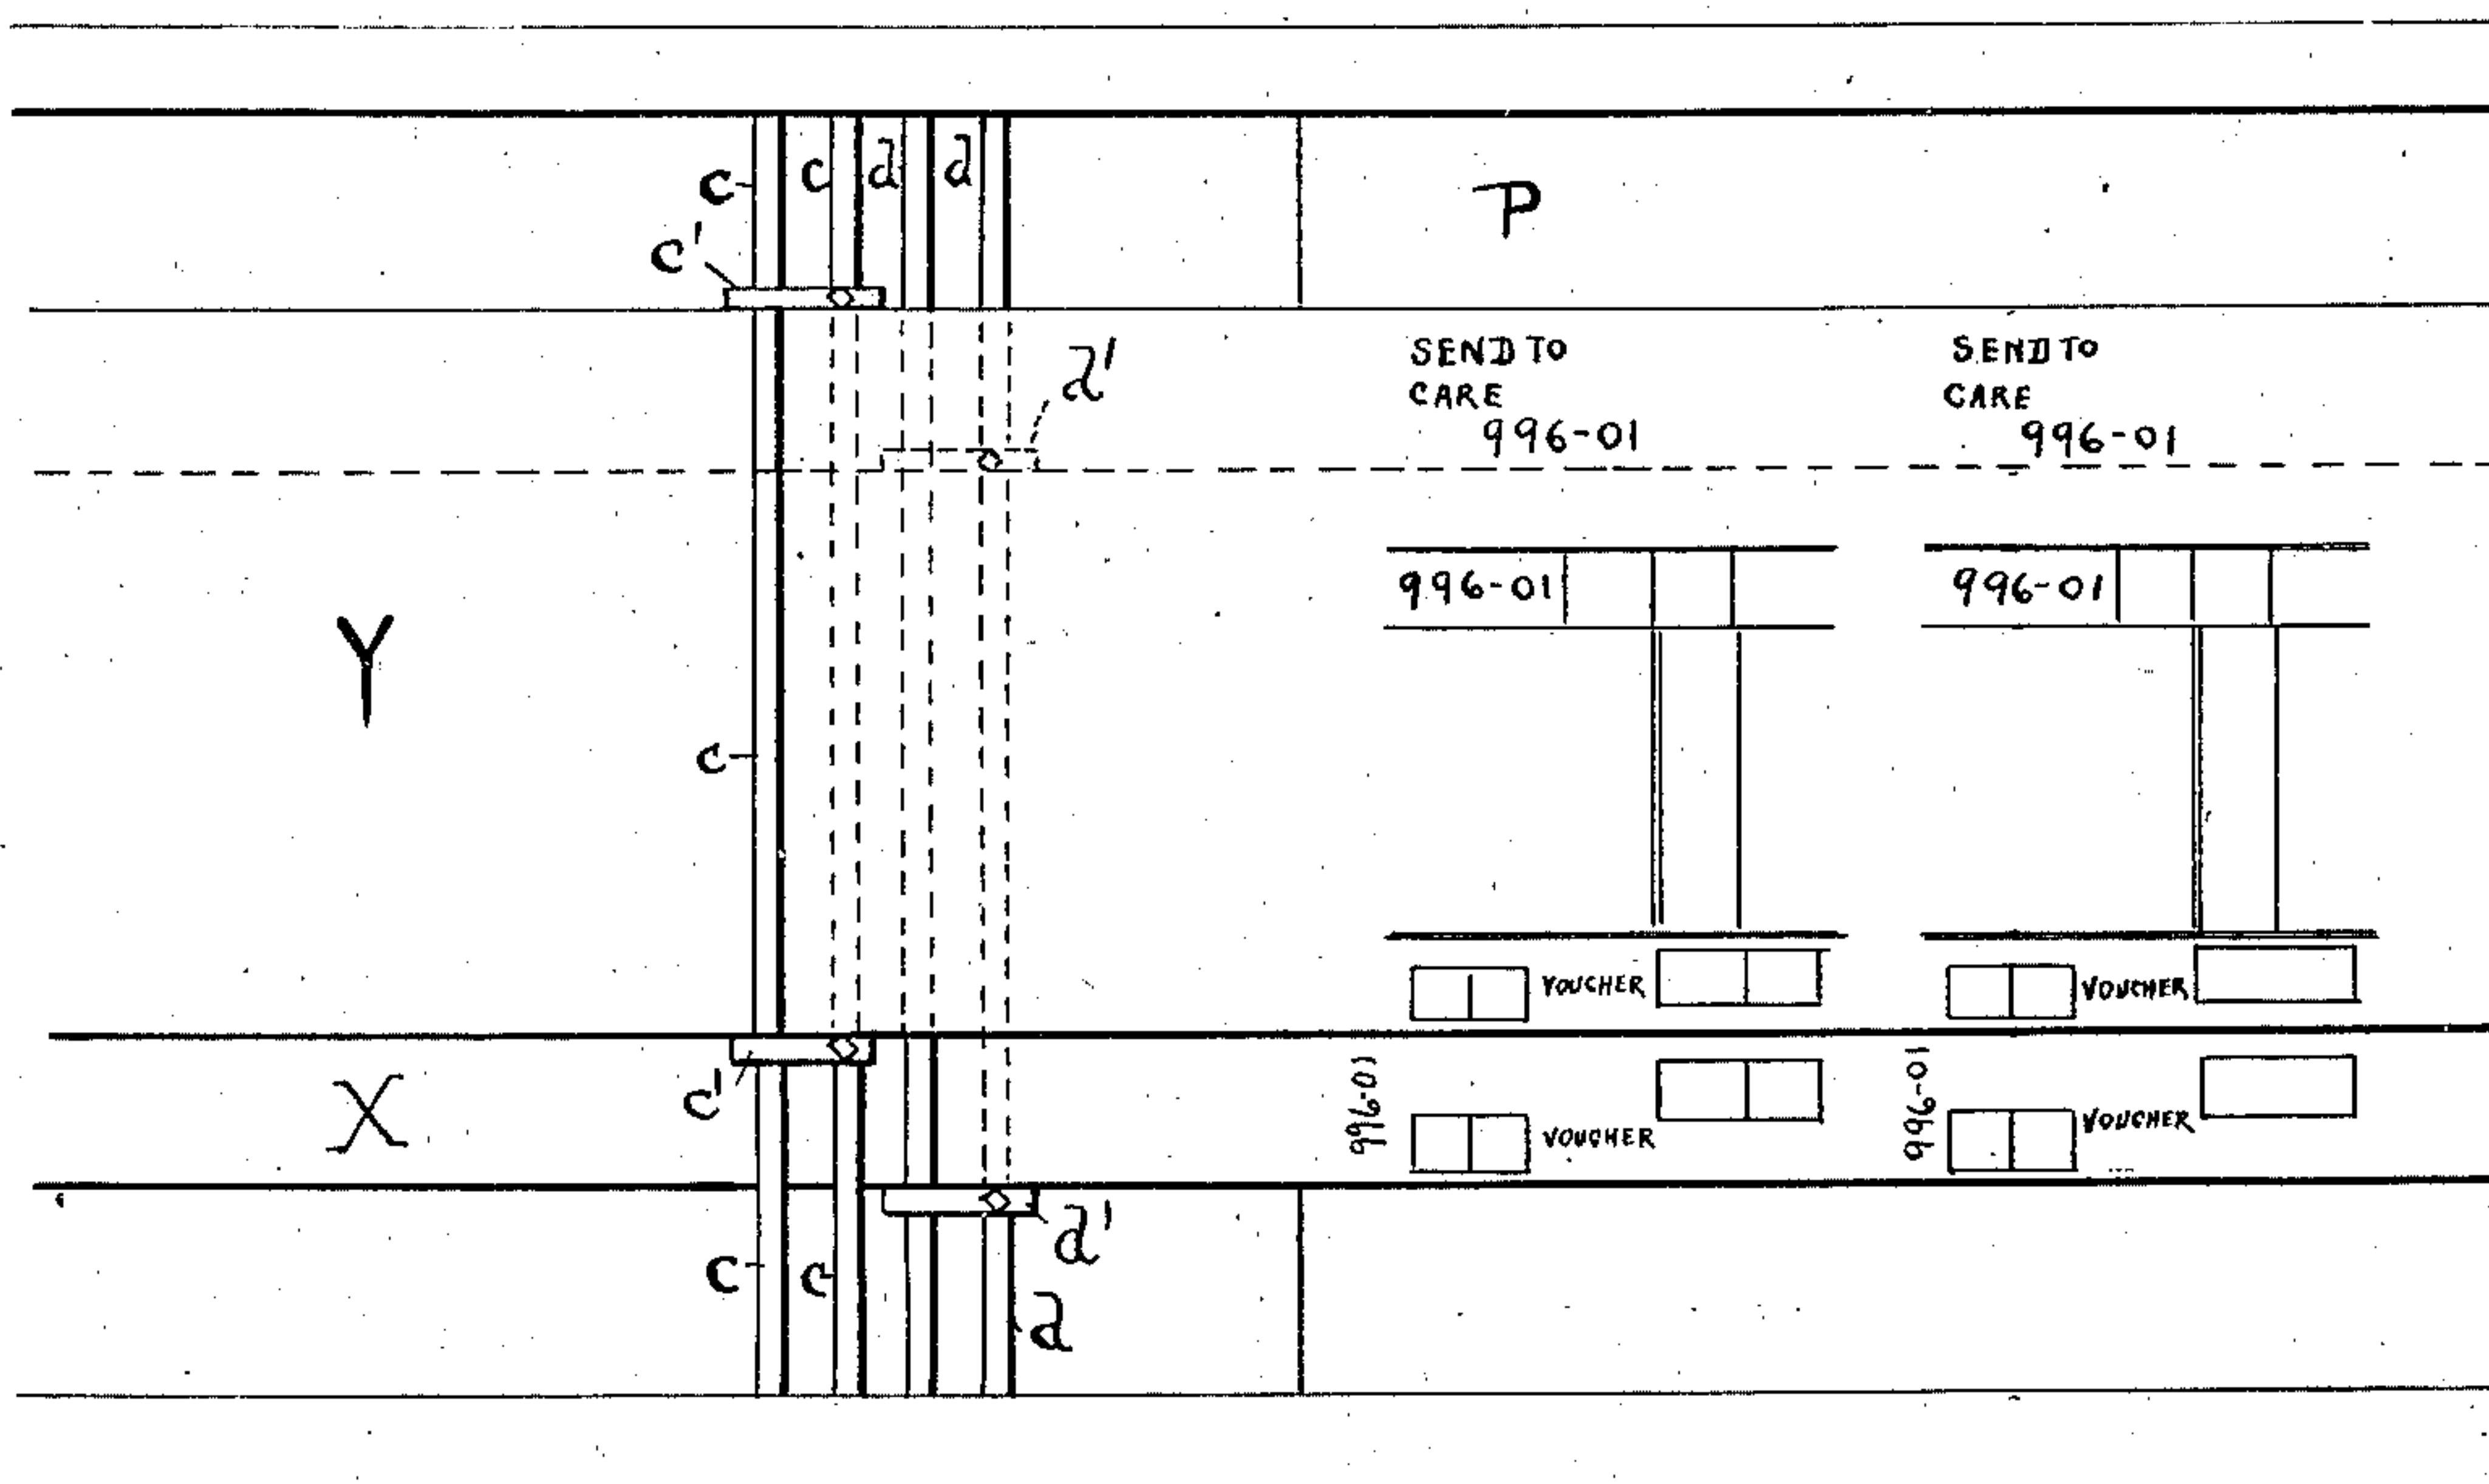 c c d d P
c'
SEND TO SEND TO
CARE CARE
996-01 996-01
d'
996-01 996-01
Y
c
VOUCHER VOUCHER
c'
X
996-01 996-01
VOUCHER VOUCHER
d'
c c
d